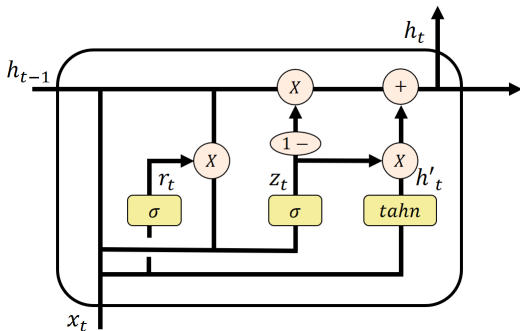 h_t
h_{t-1}
X
+
1 −
r_t
X
z_t
X
h'_t
σ
σ
tahn
x_t